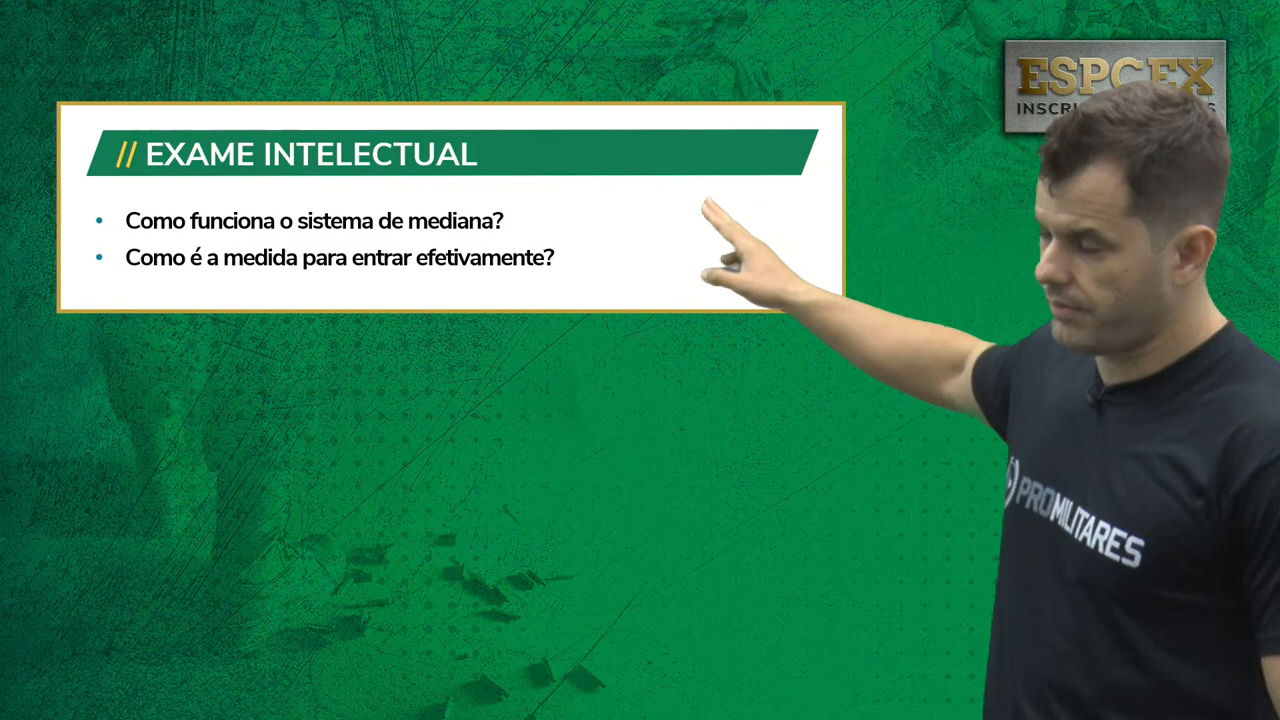 ESPCEX
// EXAME INTELECTUAL
• Como funciona o sistema de mediana?
• Como é a medida para entrar efetivamente?
PROMILITARES